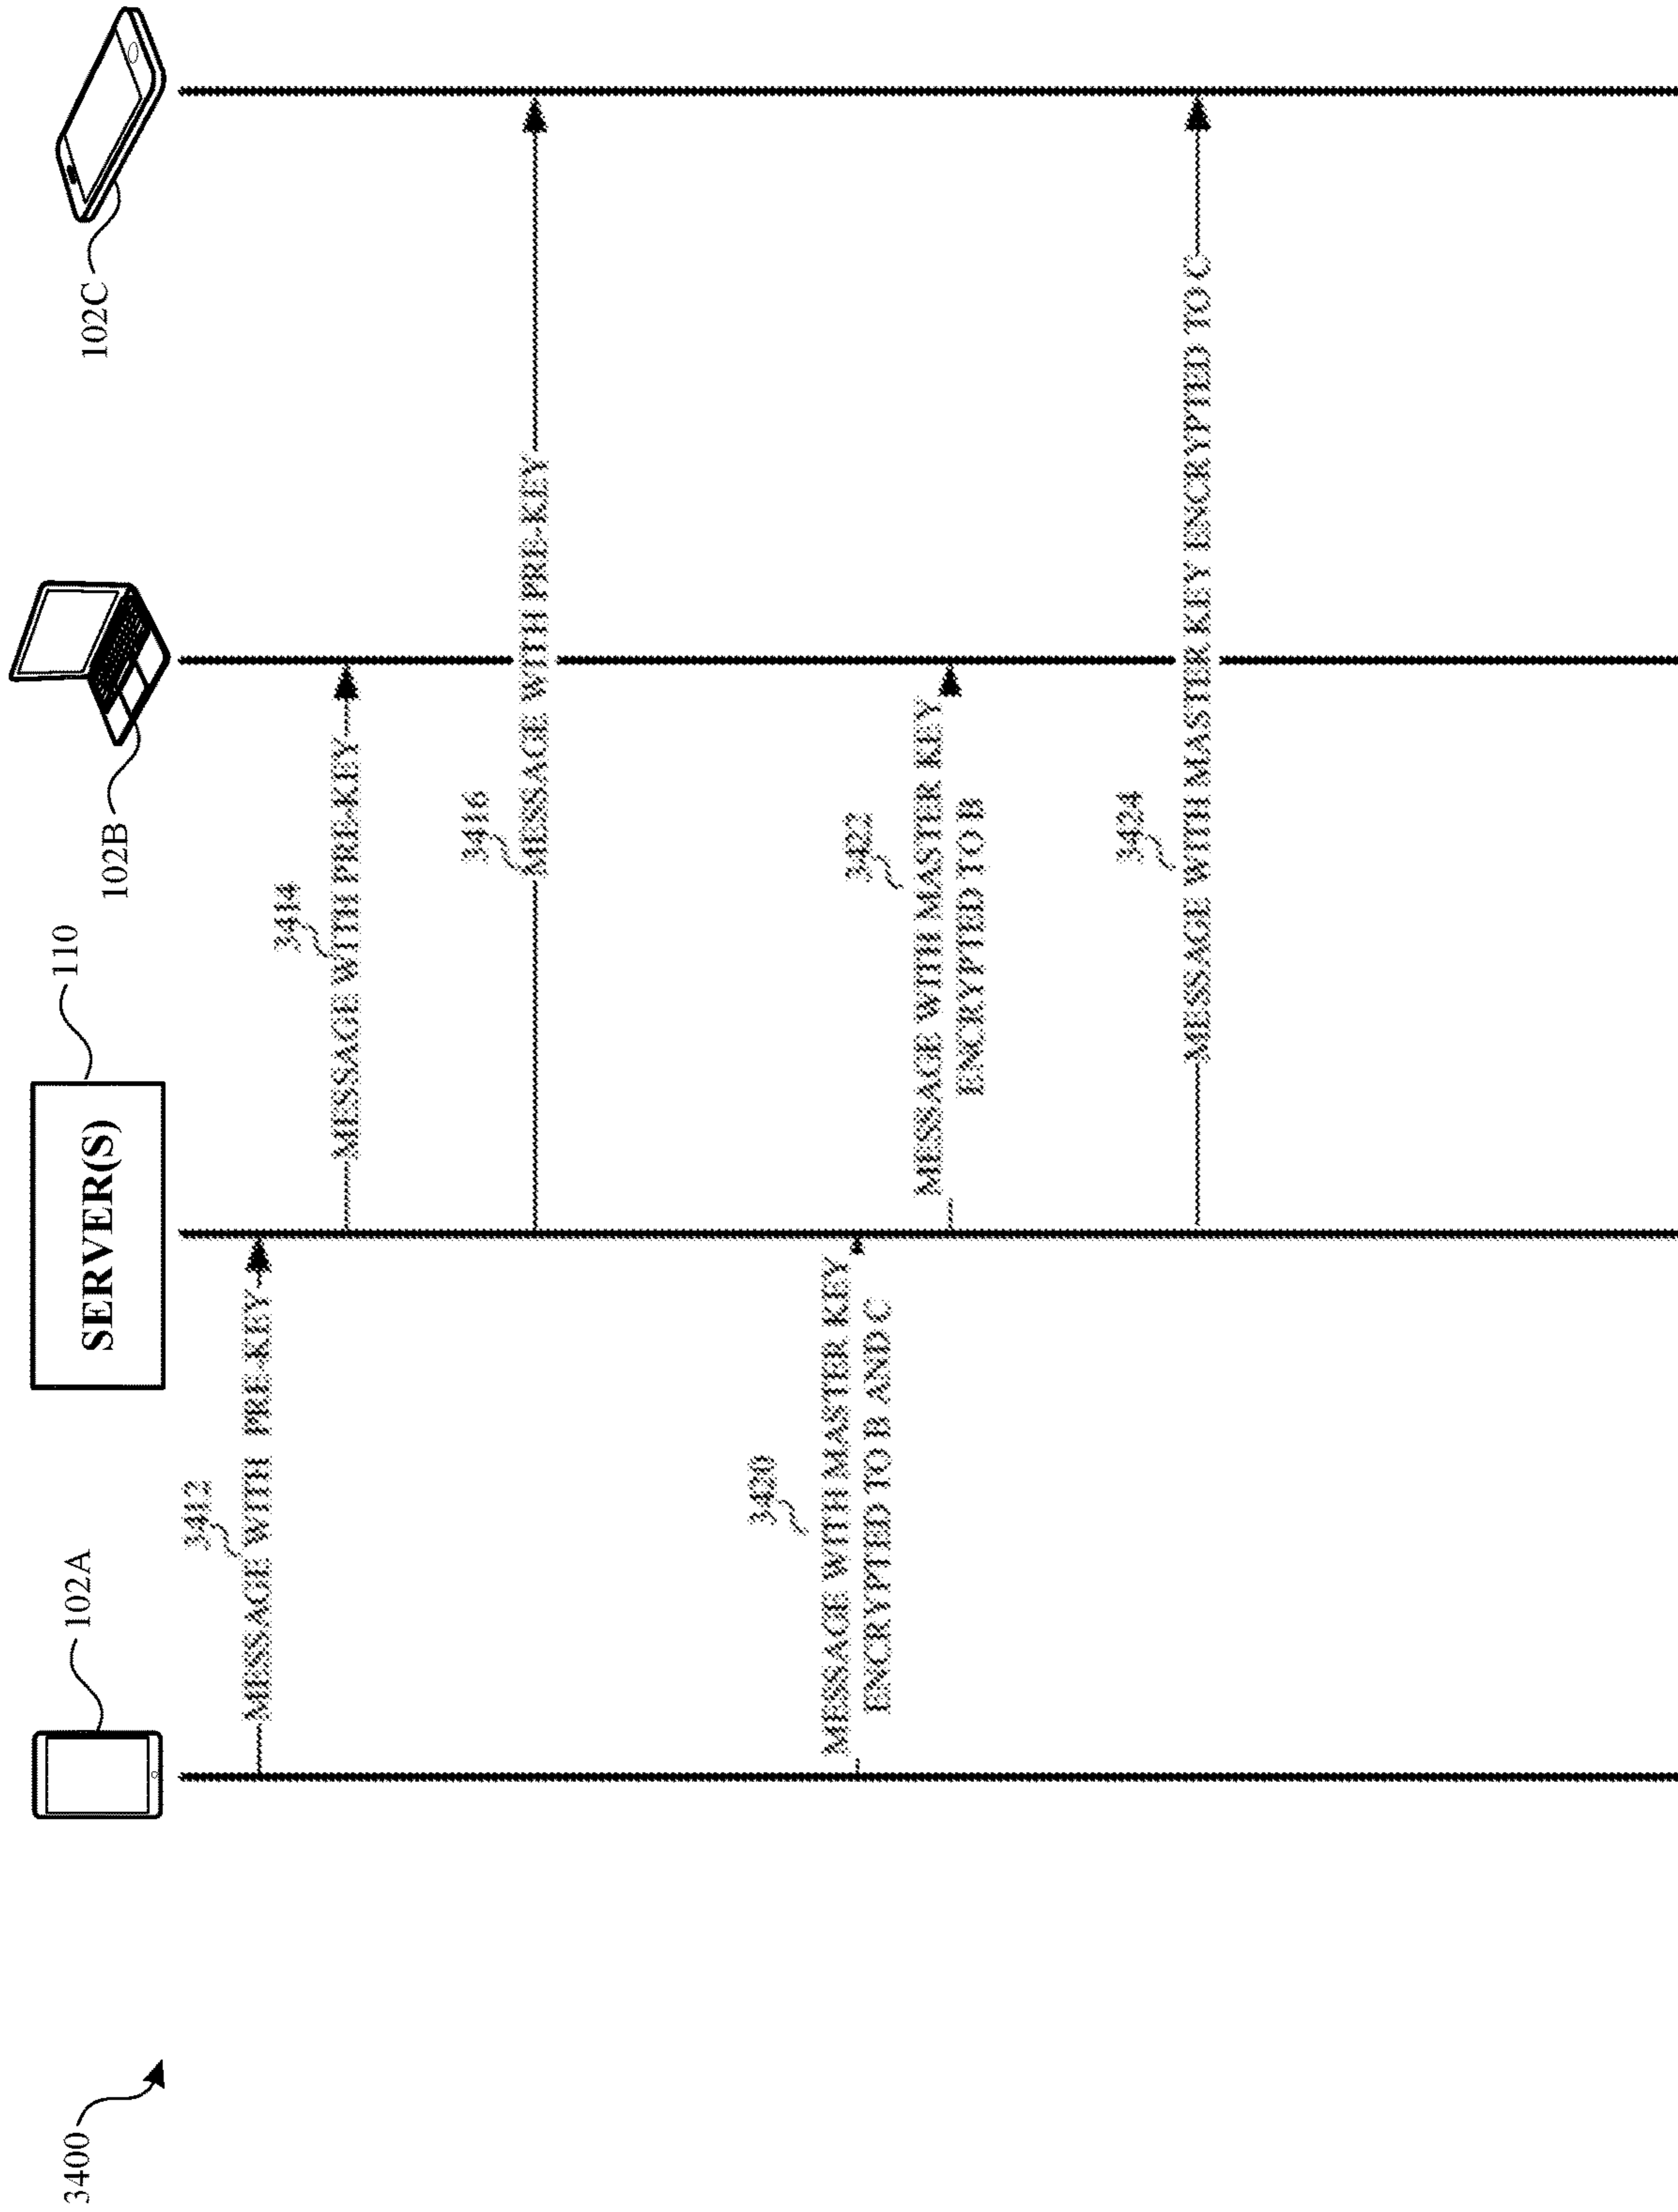 3400
102A
SERVER(S)
110
102B
102C
3412
MESSAGE WITH PRE-KEY
3414
MESSAGE WITH PRE-KEY
3416
MESSAGE WITH PRE-KEY
3420
MESSAGE WITH MASTER KEY
ENCRYPTED TO B AND C
3422
MESSAGE WITH MASTER KEY
ENCRYPTED TO B
3424
MESSAGE WITH MASTER KEY ENCRYPTED TO C